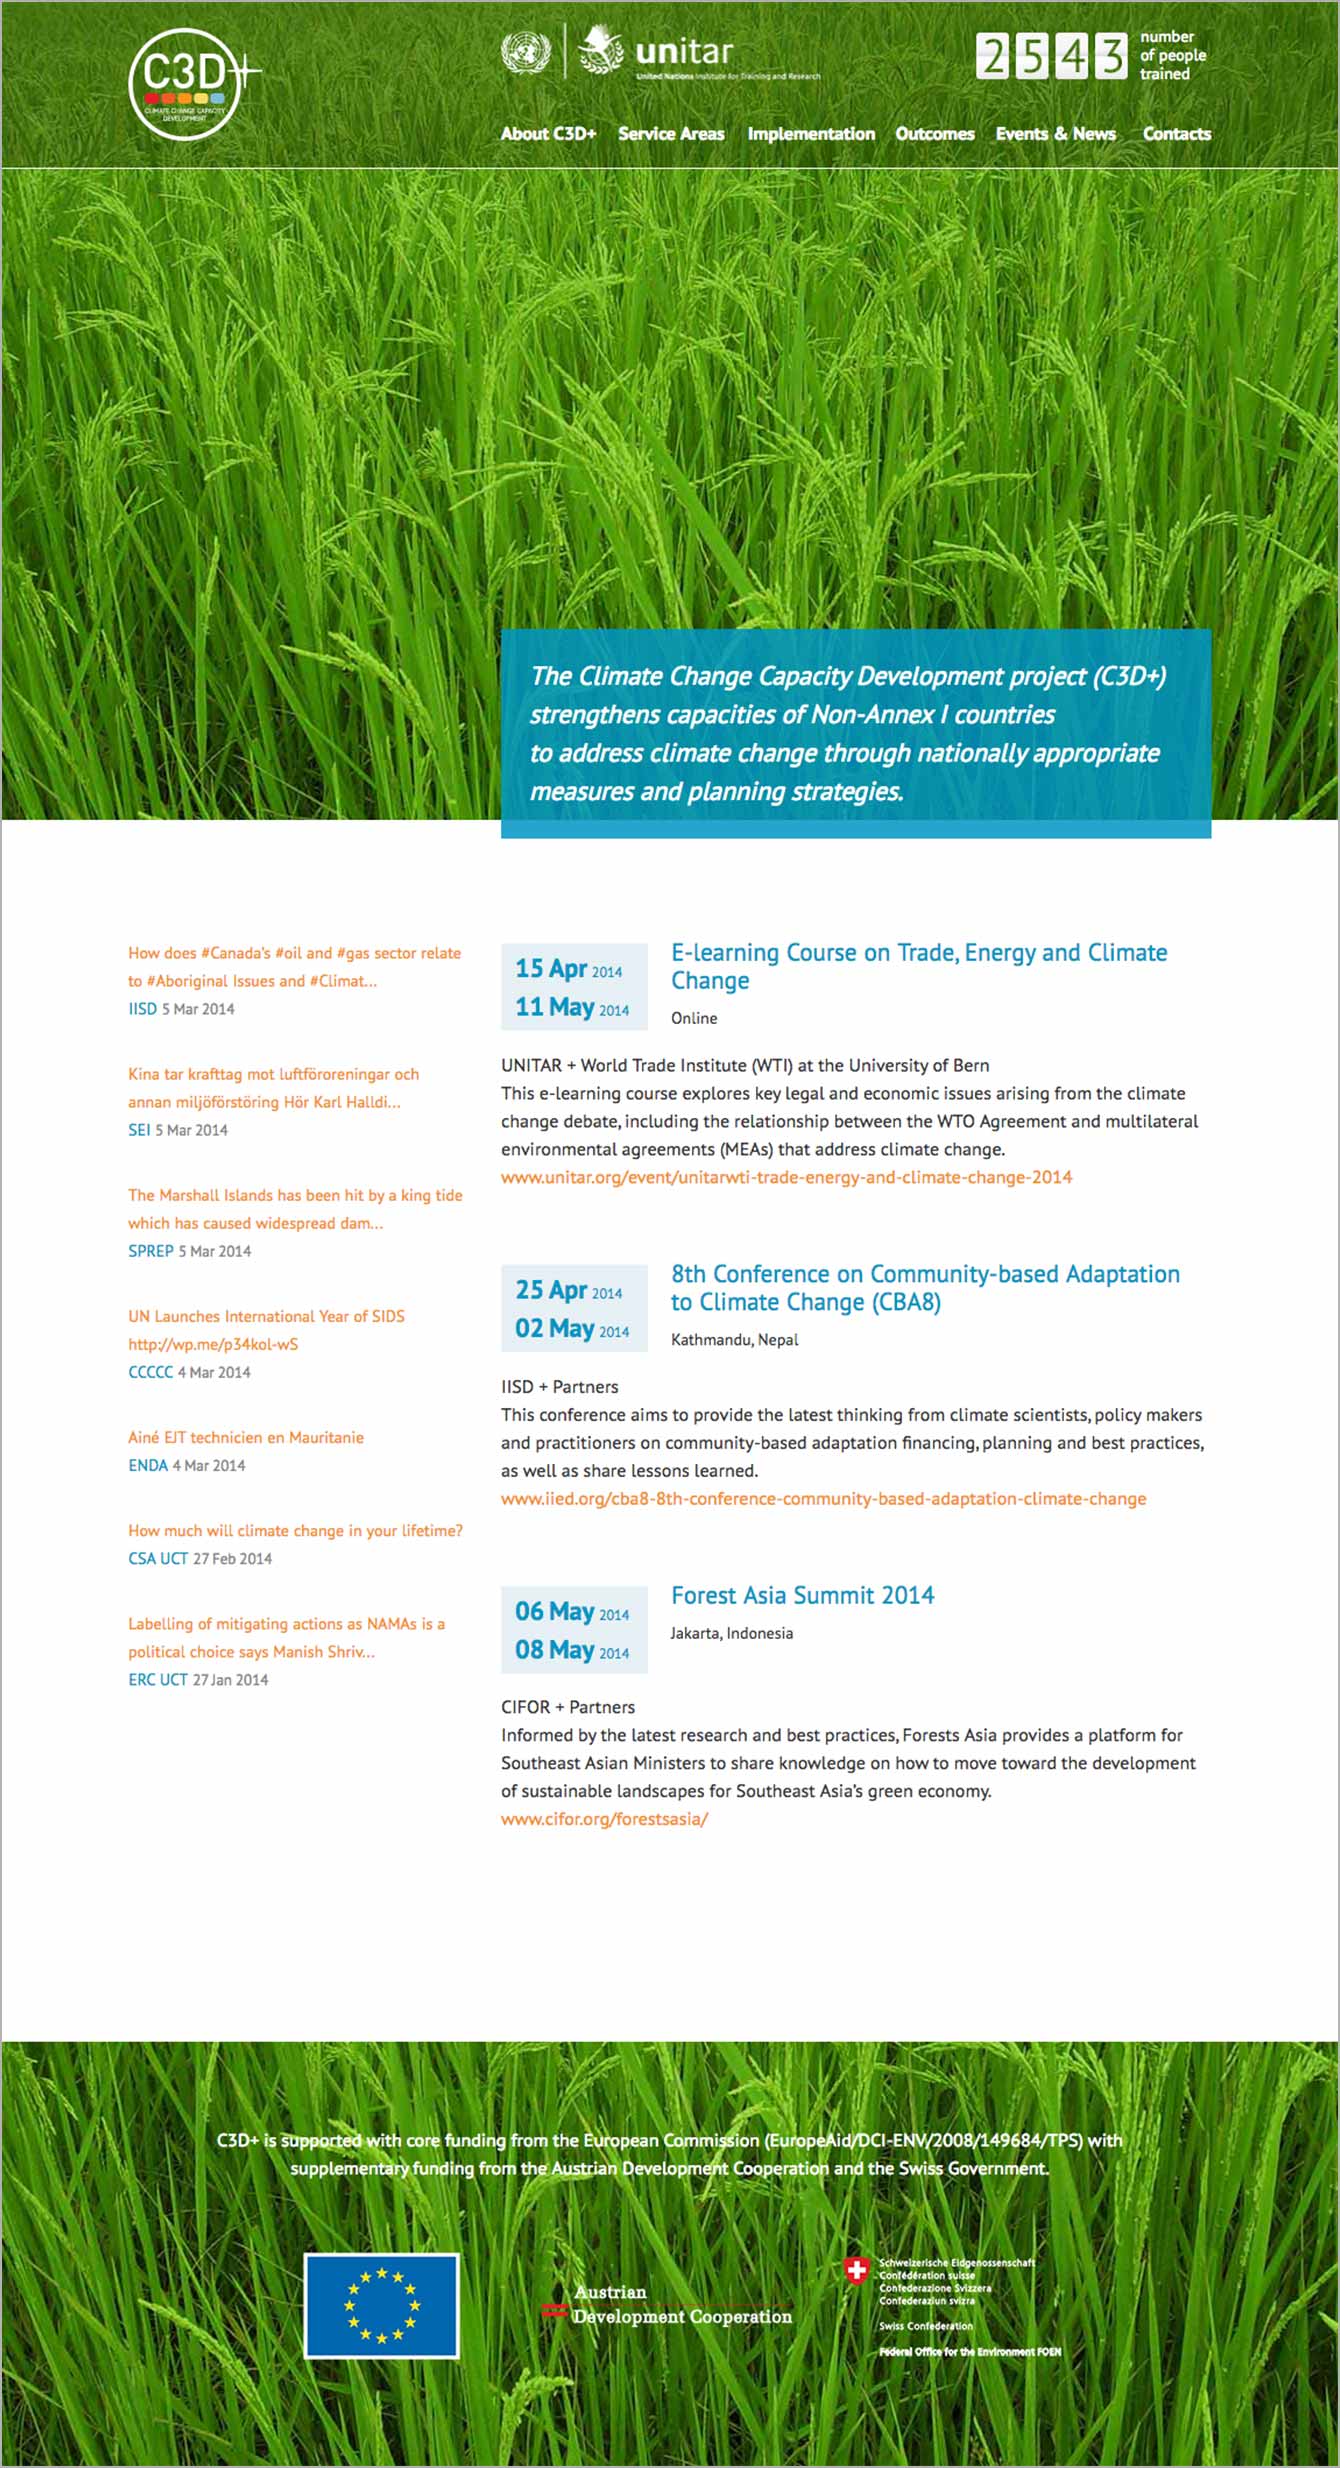 C3D+
CLIMATE CHANGE CAPACITY
DEVELOPMENT
unitar
United Nations Institute for Training and Research
2543
number
of people
trained
About C3D+ Service Areas Implementation Outcomes Events & News Contacts
The Climate Change Capacity Development project (C3D+)
strengthens capacities of Non-Annex I countries
to address climate change through nationally appropriate
measures and planning strategies.
How does #Canada's #oil and #gas sector relate
to #Aboriginal Issues and #Climat...
IISD 5 Mar 2014
Kina tar krafttag mot luftföroreningar och
annan miljöförstöring Hör Karl Halldi...
SEI 5 Mar 2014
The Marshall Islands has been hit by a king tide
which has caused widespread dam...
SPREP 5 Mar 2014
UN Launches International Year of SIDS
http://wp.me/p34kol-wS
CCCCC 4 Mar 2014
Ainé EJT technicien en Mauritanie
ENDA 4 Mar 2014
How much will climate change in your lifetime?
CSA UCT 27 Feb 2014
Labelling of mitigating actions as NAMAs is a
political choice says Manish Shriv...
ERC UCT 27 Jan 2014
15 Apr 2014
11 May 2014
E-learning Course on Trade, Energy and Climate
Change
Online
UNITAR + World Trade Institute (WTI) at the University of Bern
This e-learning course explores key legal and economic issues arising from the climate
change debate, including the relationship between the WTO Agreement and multilateral
environmental agreements (MEAs) that address climate change.
www.unitar.org/event/unitarwti-trade-energy-and-climate-change-2014
25 Apr 2014
02 May 2014
8th Conference on Community-based Adaptation
to Climate Change (CBA8)
Kathmandu, Nepal
IISD + Partners
This conference aims to provide the latest thinking from climate scientists, policy makers
and practitioners on community-based adaptation financing, planning and best practices,
as well as share lessons learned.
www.iied.org/cba8-8th-conference-community-based-adaptation-climate-change
06 May 2014
08 May 2014
Forest Asia Summit 2014
Jakarta, Indonesia
CIFOR + Partners
Informed by the latest research and best practices, Forests Asia provides a platform for
Southeast Asian Ministers to share knowledge on how to move toward the development
of sustainable landscapes for Southeast Asia's green economy.
www.cifor.org/forestsasia/
C3D+ is supported with core funding from the European Commission (EuropeAid/DCI-ENV/2008/149684/TPS) with
supplementary funding from the Austrian Development Cooperation and the Swiss Government.
Austrian
Development Cooperation
Schweizerische Eidgenossenschaft
Confédération suisse
Confederazione Svizzera
Confederaziun svizra
Swiss Confederation
Federal Office for the Environment FOEN